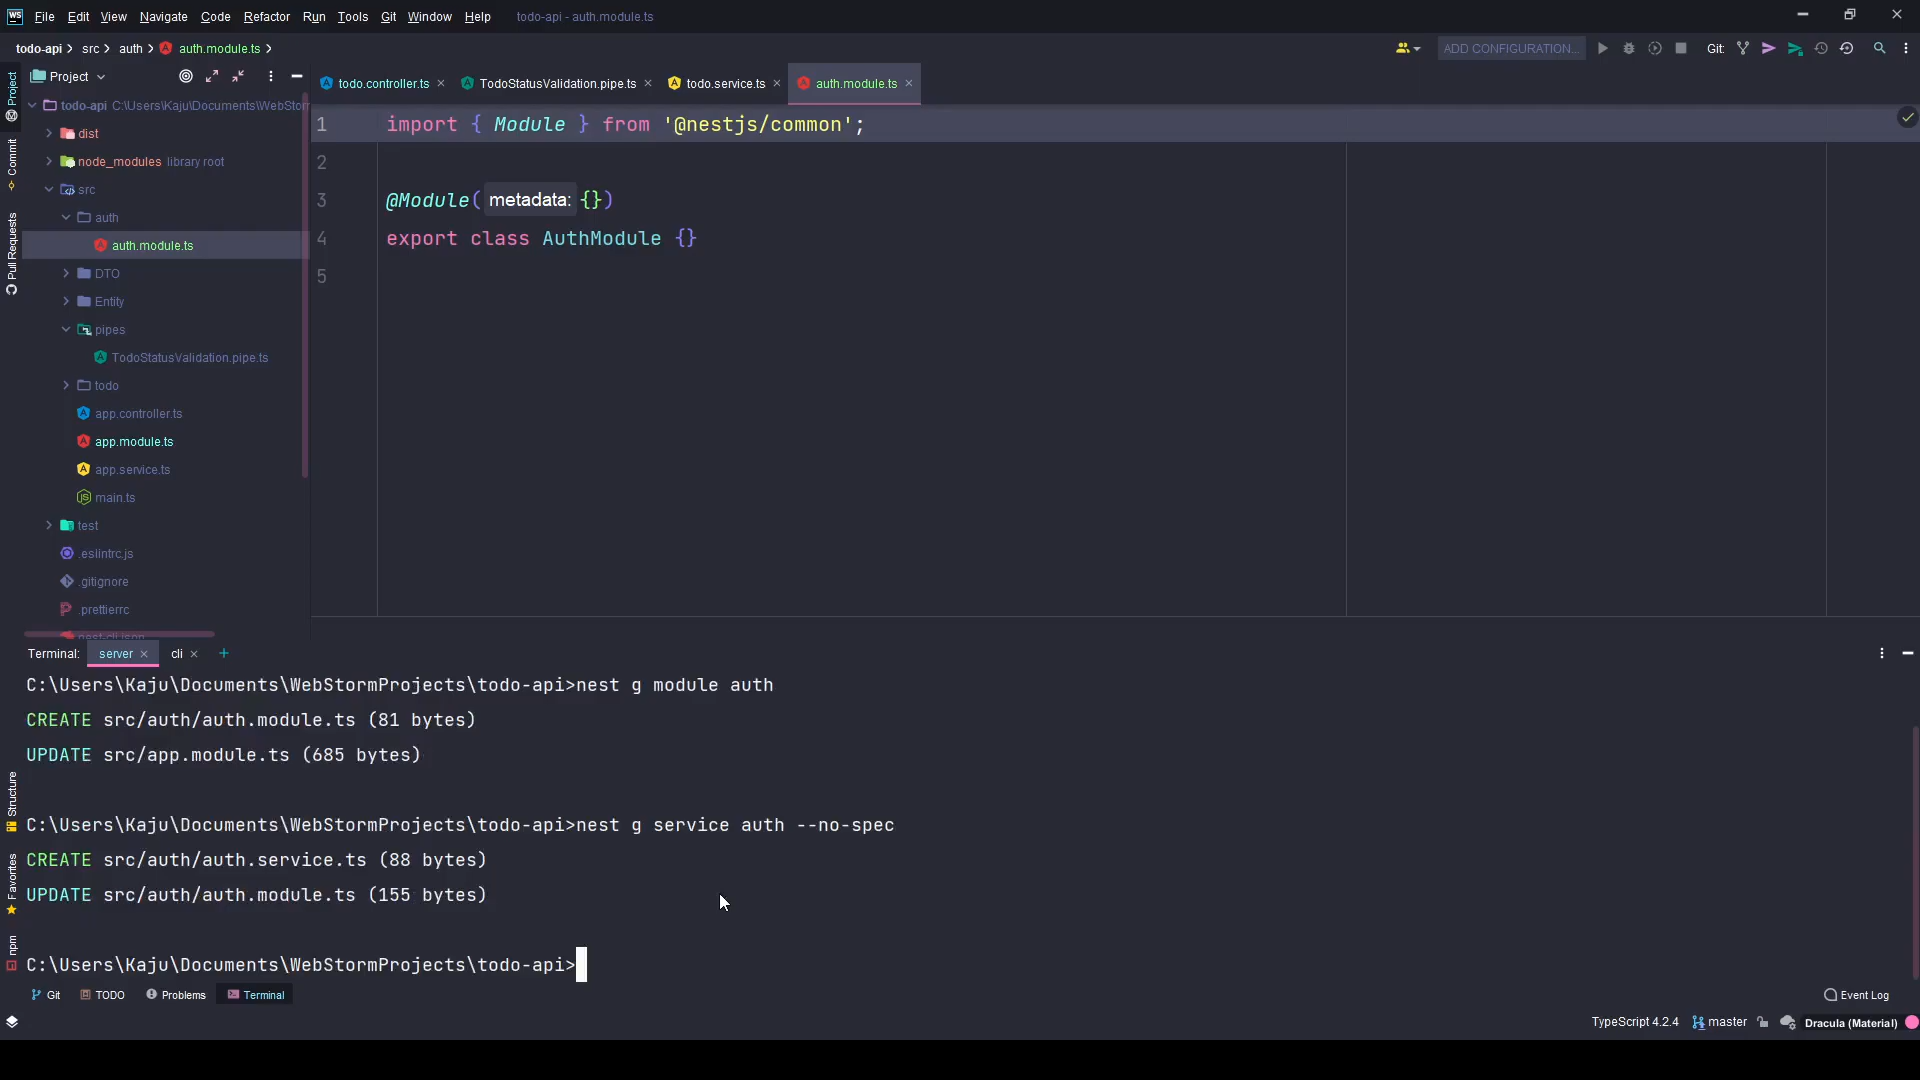 WS File Edit View Navigate Code Refactor Run Tools Git Window Help todo-api - auth.module.ts
todo-api src auth auth.module.ts ADD CONFIGURATION... Git:
Project
todo.controller.ts TodoStatusValidation.pipe.ts todo.service.ts auth.module.ts
Project
Commit
Pull Requests
todo-api C:\Users\Kaju\Documents\WebStor
dist
node_modules library root
src
auth
auth.module.ts
DTO
Entity
pipes
TodoStatusValidation.pipe.ts
todo
app.controller.ts
app.module.ts
app.service.ts
main.ts
test
.eslintrc.js
.gitignore
.prettierrc
nest-cli.json
1 import { Module } from '@nestjs/common';
2
3 @Module( metadata: {})
4 export class AuthModule {}
5
Terminal: server cli +
C:\Users\Kaju\Documents\WebStormProjects\todo-api>nest g module auth
CREATE src/auth/auth.module.ts (81 bytes)
UPDATE src/app.module.ts (685 bytes)
C:\Users\Kaju\Documents\WebStormProjects\todo-api>nest g service auth --no-spec
CREATE src/auth/auth.service.ts (88 bytes)
UPDATE src/auth/auth.module.ts (155 bytes)
C:\Users\Kaju\Documents\WebStormProjects\todo-api>
Structure
Favorites
npm
Git TODO Problems Terminal Event Log
TypeScript 4.2.4 master Dracula (Material)